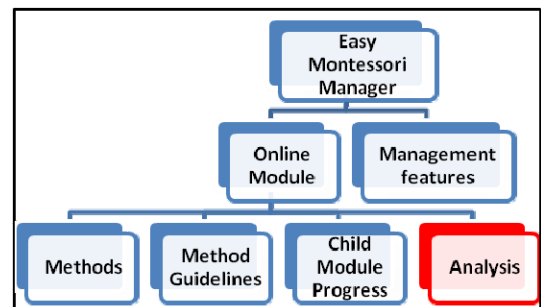 Easy
Montessori
Manager
Online
Module
Management
features
Methods
Method
Guidelines
Child
Module
Progress
Analysis